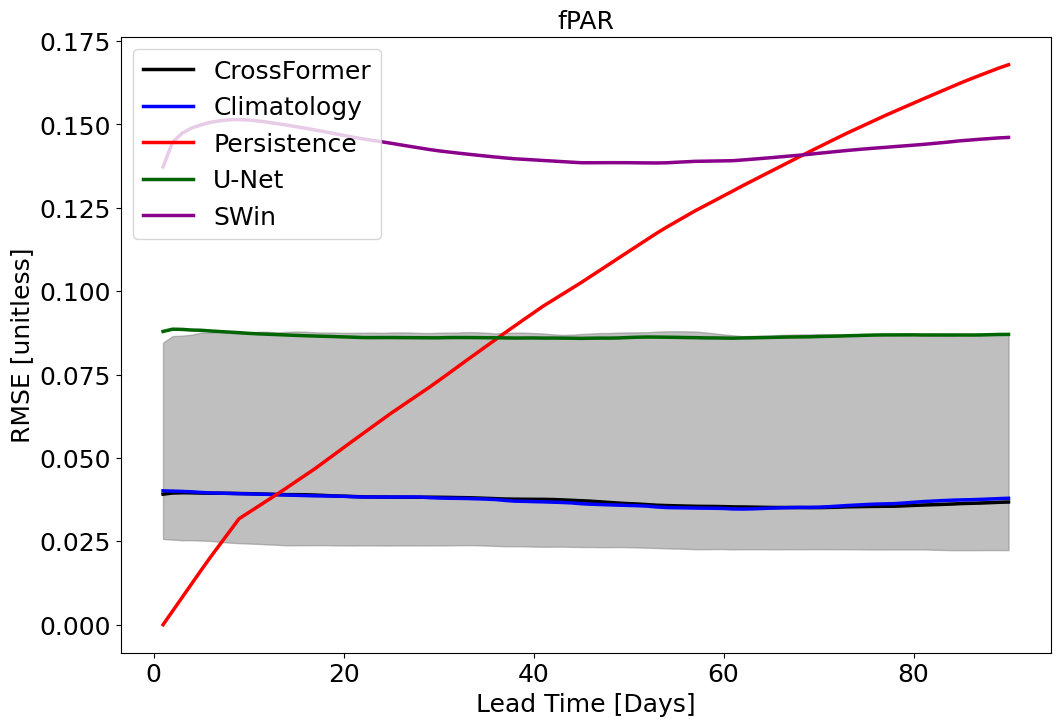 fPAR
CrossFormer
Climatology
Persistence
U-Net
SWin
RMSE [unitless]
0.175
0.150
0.125
0.100
0.075
0.050
0.025
0.000
0 20 40 60 80
Lead Time [Days]